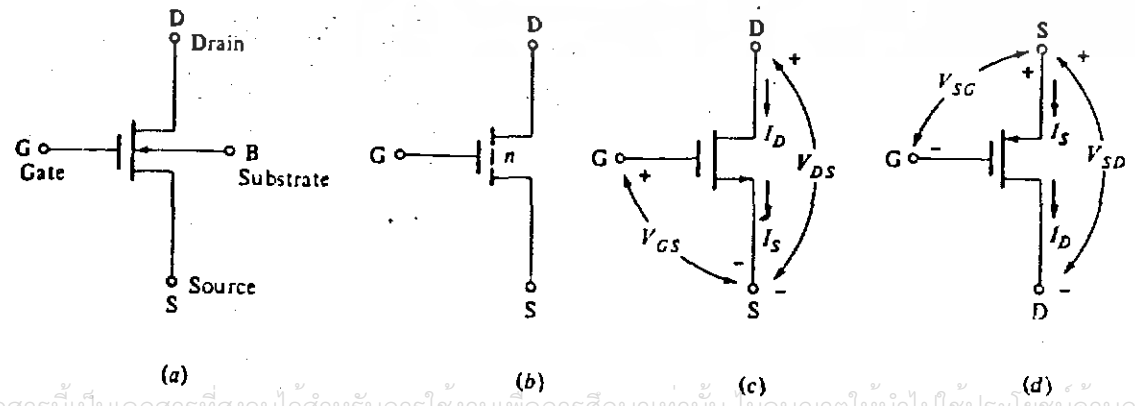 D
Drain
G
Gate
B
Substrate
Source
S
(a)
D
G
n
S
(b)
D
+
I_D
G
+
V_DS
V_GS
I_S
-
S -
(c)
S
+
+
V_SG
I_S
G
-
V_SD
I_D
-
D
(d)